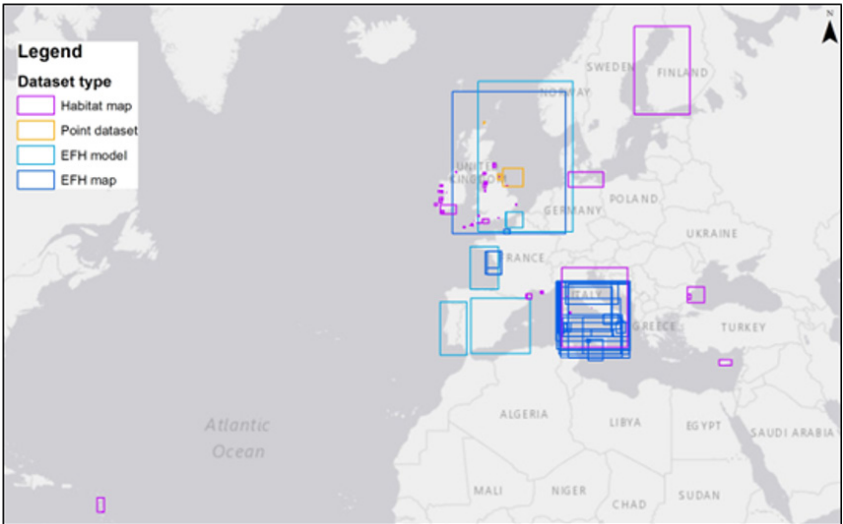 N
Legend
Dataset type
Habitat map
Point dataset
EFH model
EFH map
SWEDEN
FINLAND
NORWAY
UNITED
KINGDOM
POLAND
GERMANY
UKRAINE
FRANCE
ITALY
GREECE
TURKEY
ALGERIA
LIBYA
EGYPT
SAUDI ARABIA
Atlantic
Ocean
MALI
NIGER
CHAD
SUDAN